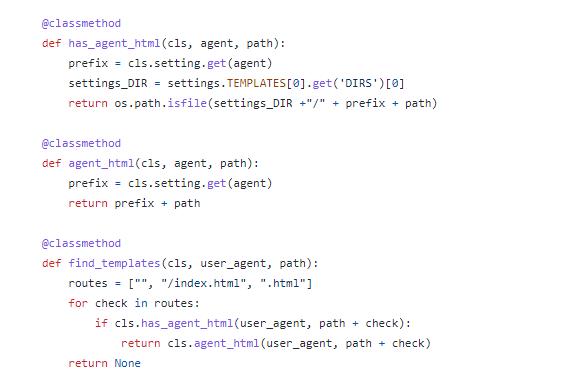 @classmethod
def has_agent_html(cls, agent, path):
    prefix = cls.setting.get(agent)
    settings_DIR = settings.TEMPLATES[0].get('DIRS')[0]
    return os.path.isfile(settings_DIR +"/" + prefix + path)

@classmethod
def agent_html(cls, agent, path):
    prefix = cls.setting.get(agent)
    return prefix + path

@classmethod
def find_templates(cls, user_agent, path):
    routes = ["", "/index.html", ".html"]
    for check in routes:
        if cls.has_agent_html(user_agent, path + check):
            return cls.agent_html(user_agent, path + check)
    return None